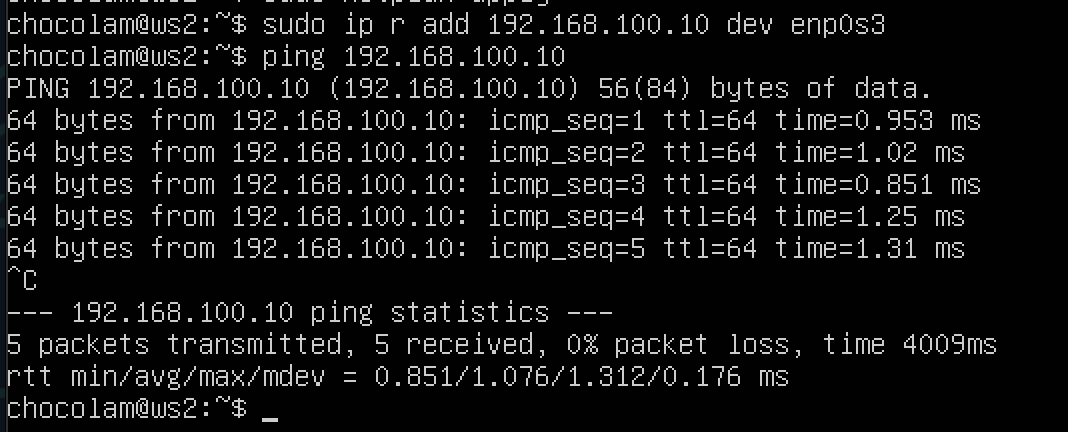 chocolam@ws2:~$ sudo ip r add 192.168.100.10 dev enp0s3
chocolam@ws2:~$ ping 192.168.100.10
PING 192.168.100.10 (192.168.100.10) 56(84) bytes of data.
64 bytes from 192.168.100.10: icmp_seq=1 ttl=64 time=0.953 ms
64 bytes from 192.168.100.10: icmp_seq=2 ttl=64 time=1.02 ms
64 bytes from 192.168.100.10: icmp_seq=3 ttl=64 time=0.851 ms
64 bytes from 192.168.100.10: icmp_seq=4 ttl=64 time=1.25 ms
64 bytes from 192.168.100.10: icmp_seq=5 ttl=64 time=1.31 ms
^C
--- 192.168.100.10 ping statistics ---
5 packets transmitted, 5 received, 0% packet loss, time 4009ms
rtt min/avg/max/mdev = 0.851/1.076/1.312/0.176 ms
chocolam@ws2:~$ _